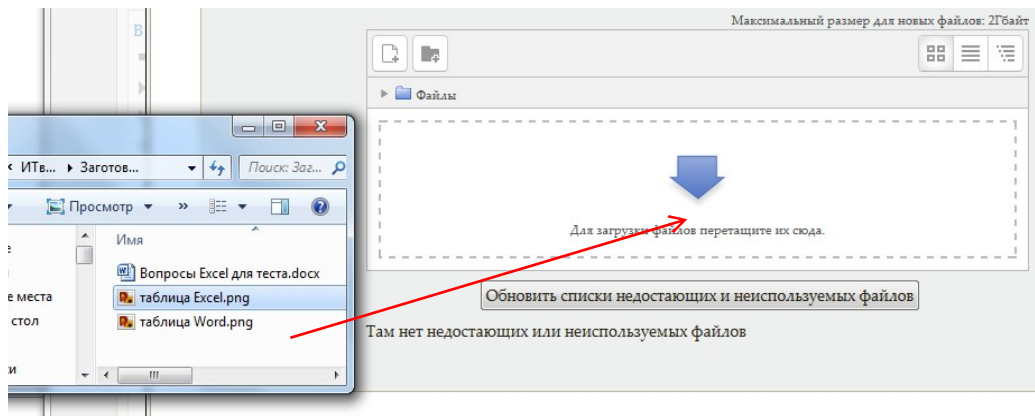 Максимальный размер для новых файлов: 2Гбайт
В
Файлы
Для загрузки файлов перетащите их сюда.
Обновить списки недостающих и неиспользуемых файлов
Там нет недостающих или неиспользуемых файлов
ИТв... Заготов...
Поиск: Заг...
Просмотр »
Имя
Вопросы Excel для теста.docx
е места
таблица Excel.png
стол
таблица Word.png